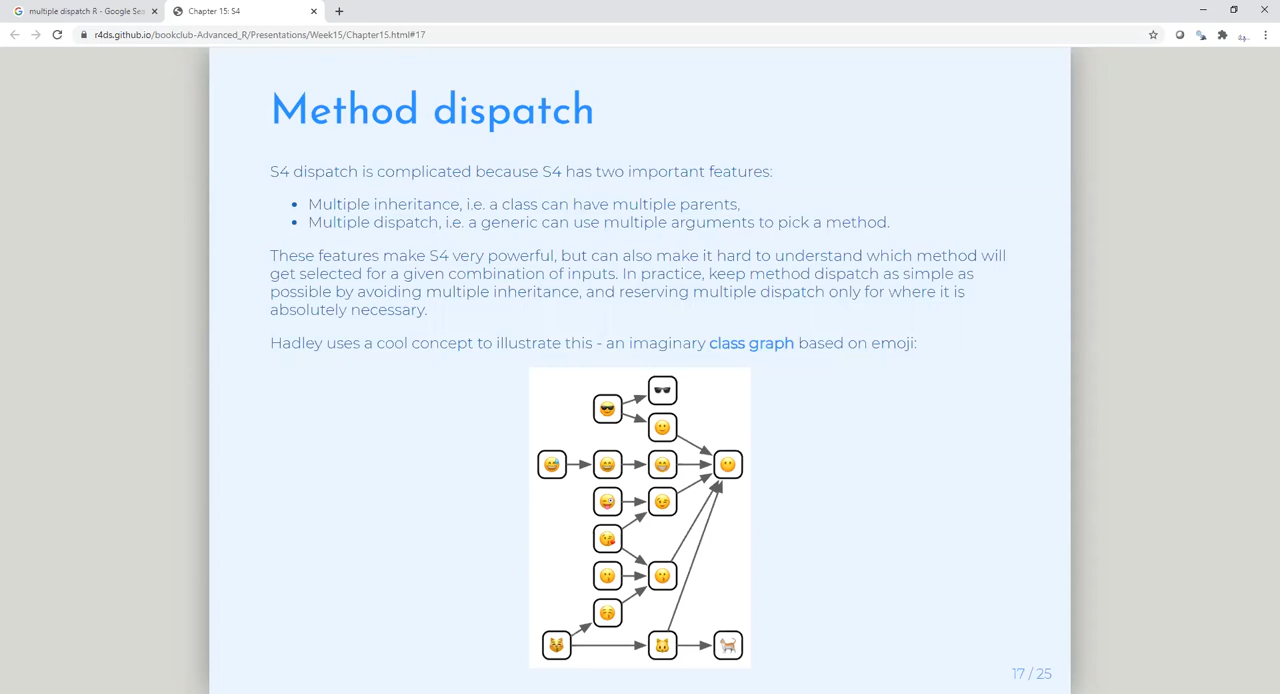 multiple dispatch R - Google Sea
Chapter 15: S4
r4ds.github.io/bookclub-Advanced_R/Presentations/Week15/Chapter15.html#17
Method dispatch
S4 dispatch is complicated because S4 has two important features:
• Multiple inheritance, i.e. a class can have multiple parents,
• Multiple dispatch, i.e. a generic can use multiple arguments to pick a method.
These features make S4 very powerful, but can also make it hard to understand which method will
get selected for a given combination of inputs. In practice, keep method dispatch as simple as
possible by avoiding multiple inheritance, and reserving multiple dispatch only for where it is
absolutely necessary.
Hadley uses a cool concept to illustrate this - an imaginary class graph based on emoji:
17 / 25